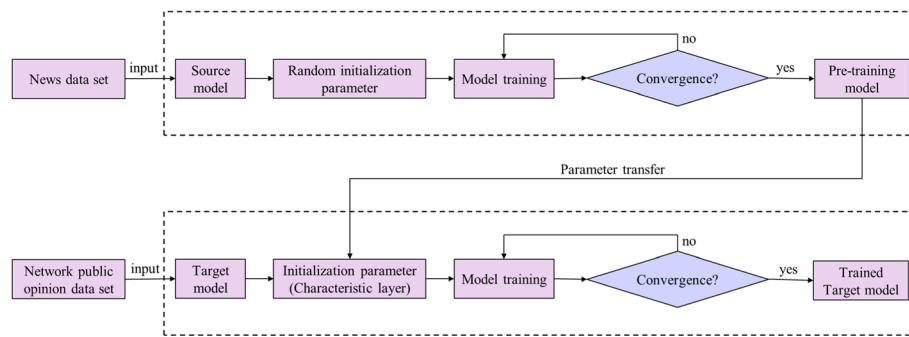 no
News data set
input
Source
model
Random initialization
parameter
Model training
Convergence?
yes
Pre-training
model
Parameter transfer
no
Network public
opinion data set
input
Target
model
Initialization parameter
(Characteristic layer)
Model training
Convergence?
yes
Trained
Target model